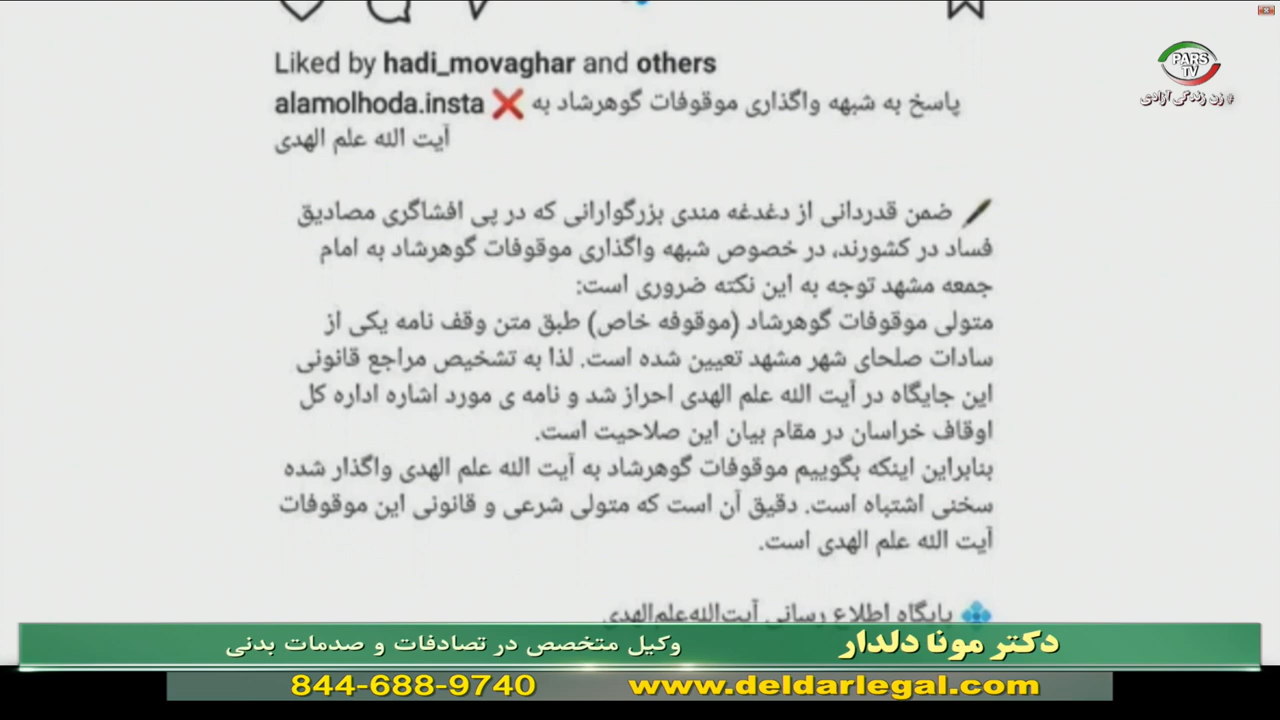 Liked by hadi_movaghar and others
alamolhoda.insta ❌ پاسخ به شبهه واگذاری موقوفات گوهرشاد به
آیت الله علم الهدی
ضمن قدردانی از دغدغه مندی بزرگوارانی که در پی افشاگری مصادیق
فساد در کشورند، در خصوص شبهه واگذاری موقوفات گوهرشاد به امام
جمعه مشهد توجه به این نکته ضروری است:
متولی موقوفات گوهرشاد (موقوفه خاص) طبق متن وقف نامه یکی از
سادات صلحای شهر مشهد تعیین شده است. لذا به تشخیص مراجع قانونی
این جایگاه در آیت الله علم الهدی احراز شد و نامه ی مورد اشاره اداره کل
اوقاف خراسان در مقام بیان این صلاحیت است.
بنابراین اینکه بگوییم موقوفات گوهرشاد به آیت الله علم الهدی واگذار شده
سخنی اشتباه است. دقیق آن است که متولی شرعی و قانونی این موقوفات
آیت الله علم الهدی است.
پایگاه اطلاع رسانی آیت‌الله‌علم‌الهدی
PARS
TV
# زن زندگی آزادی
دکتر مونا دلدار
وکیل متخصص در تصادفات و صدمات بدنی
844-688-9740
www.deldarlegal.com